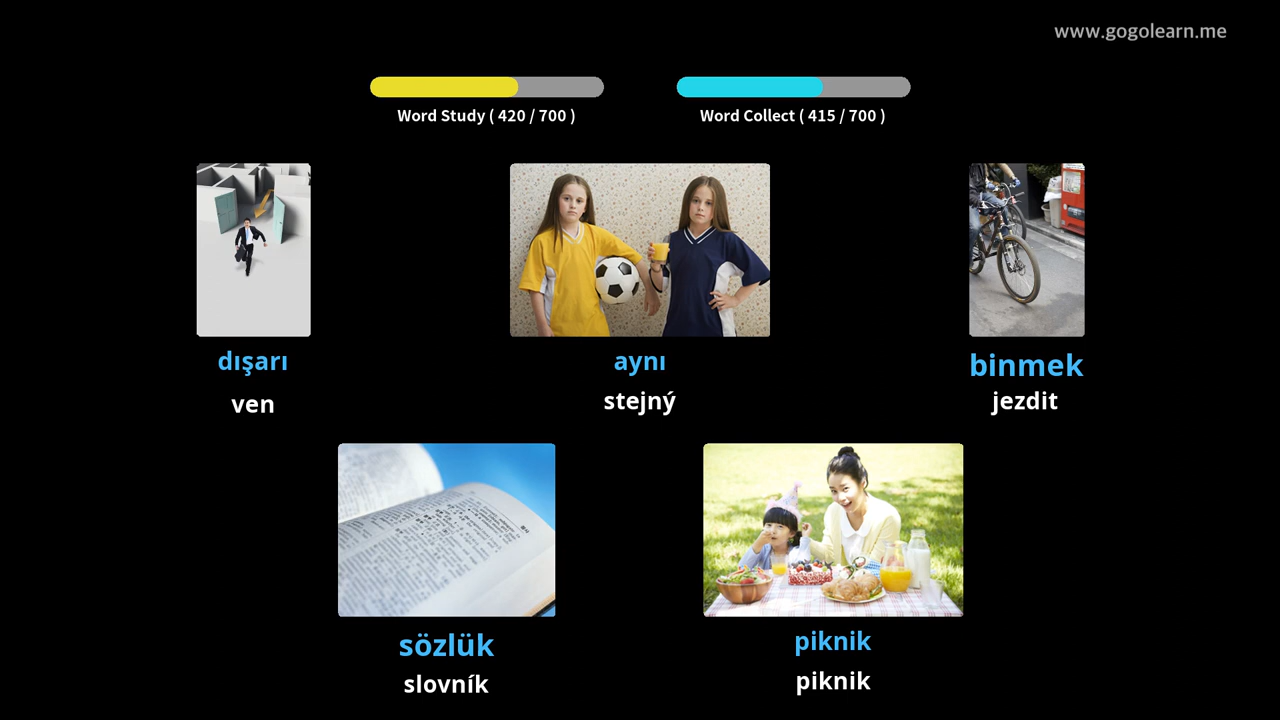 www.gogolearn.me
Word Study ( 420 / 700 )
Word Collect ( 415 / 700 )
dışarı
ven
aynı
stejný
binmek
jezdit
sözlük
slovník
piknik
piknik